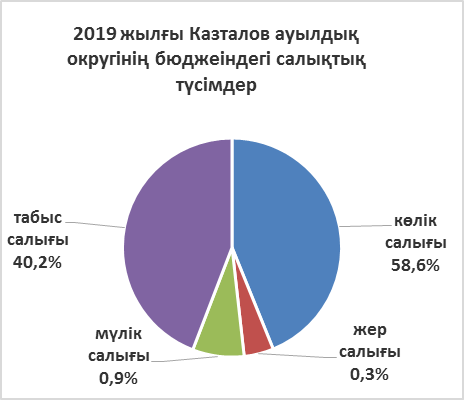 2019 жылғы Казталов ауылдық
округінің бюджеіндегі салықтық
түсімдер
табыс
салығы
40,2%
көлік
салығы
58,6%
мүлік
салығы
0,9%
жер
салығы
0,3%